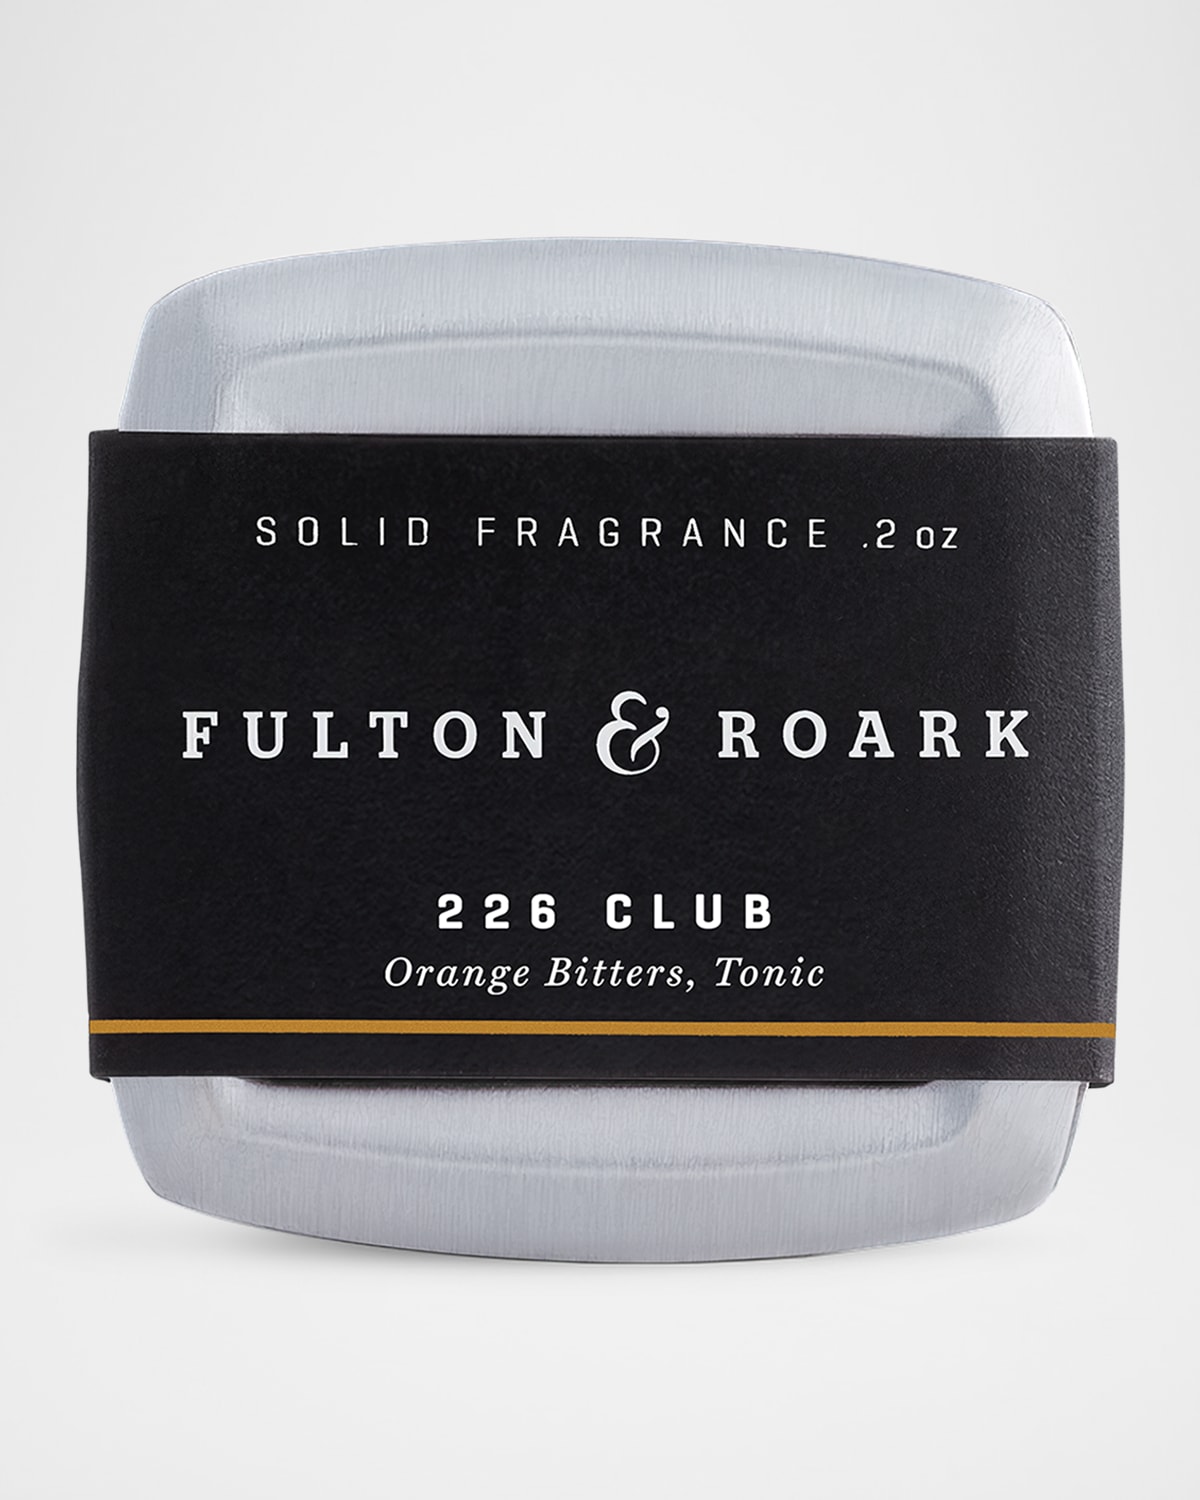 SOLID FRAGRANCE .2 oz
FULTON & ROARK
226 CLUB
Orange Bitters, Tonic